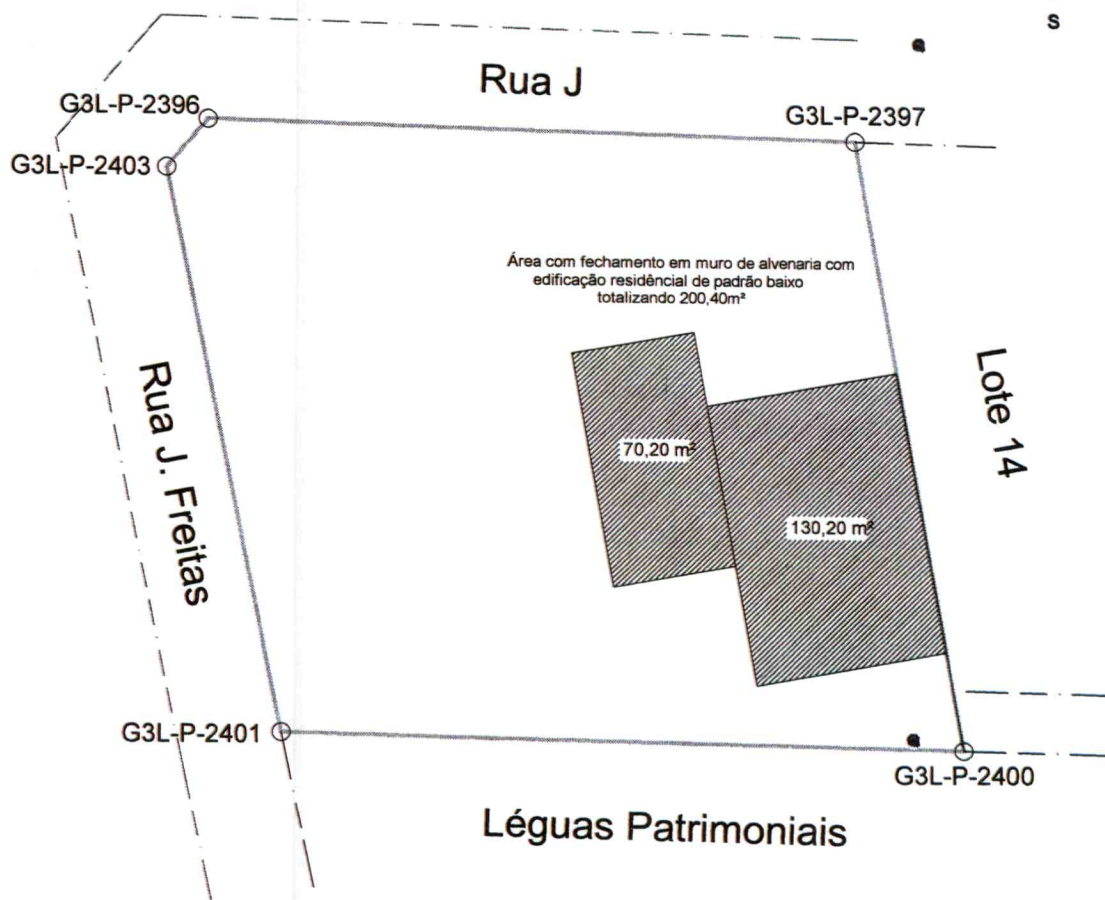 S
Rua J
G3L-P-2396
G3L-P-2397
G3L-P-2403
Área com fechamento em muro de alvenaria com
edificação residêncial de padrão baixo
totalizando 200,40m²
Rua J. Freitas
Lote 14
70,20 m²
130,20 m²
G3L-P-2401
G3L-P-2400
Léguas Patrimoniais